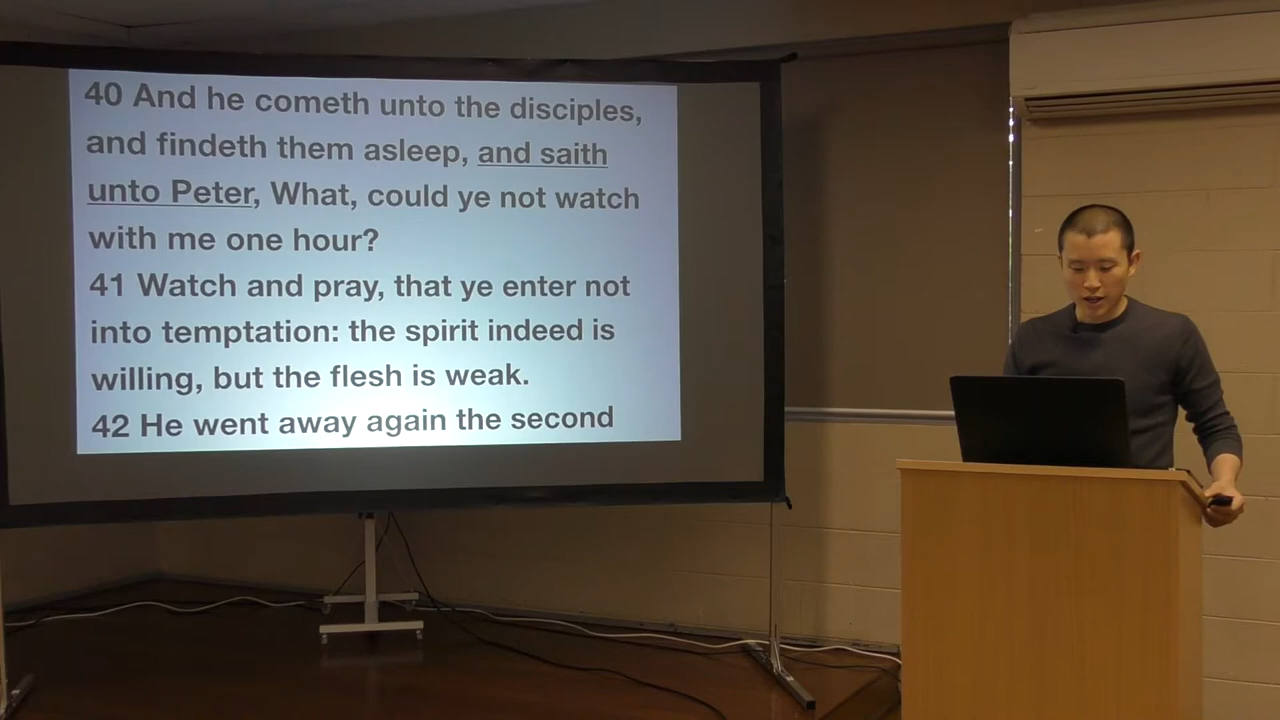 40 And he cometh unto the disciples,
and findeth them asleep, and saith
unto Peter, What, could ye not watch
with me one hour?
41 Watch and pray, that ye enter not
into temptation: the spirit indeed is
willing, but the flesh is weak.
42 He went away again the second